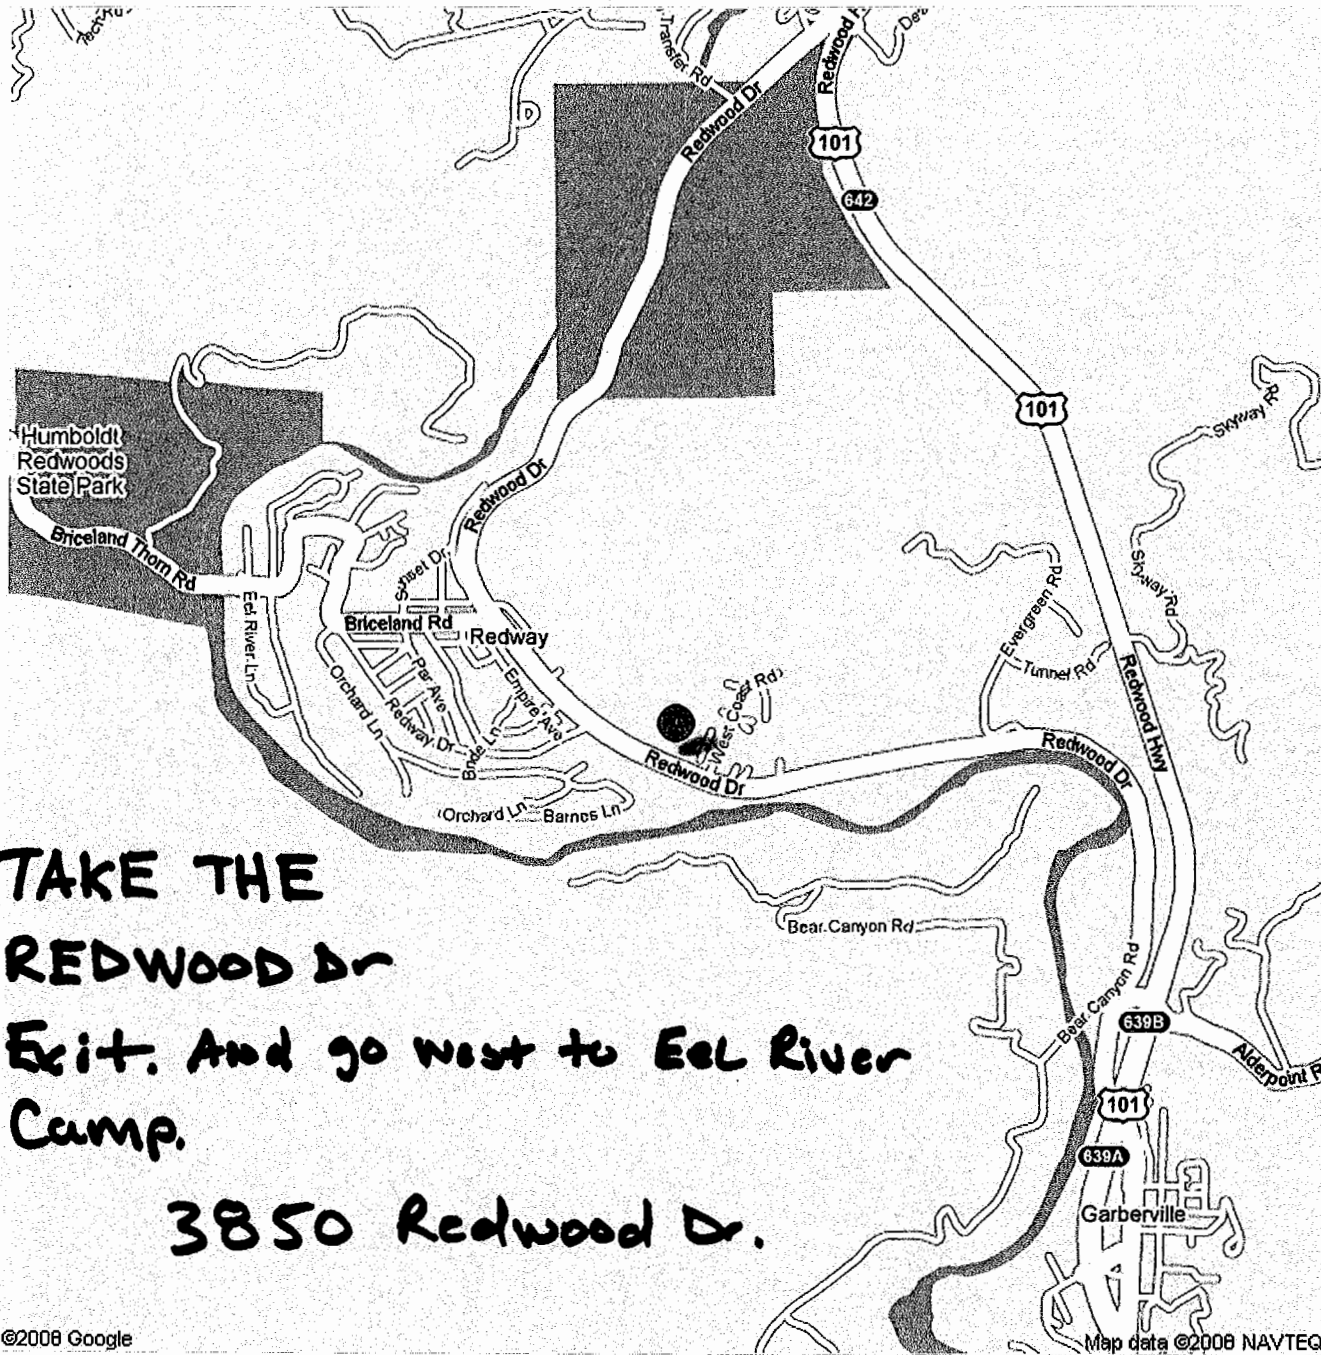 Transfer Rd
Redwood Dr
Redwood
101
642
101
Skyway Rd
Humboldt
Redwoods
State Park
Redwood Dr
Briceland Thorn Rd
Sunset Dr
Skyway Rd
Evergreen Rd
Eel River Ln
Briceland Rd
Redway
Tunnel Rd
Orchard Ln
Par Ave
Empire Ave
West Coast Rd
Redwood Hwy
Redway Dr
Bride Ln
Redwood Dr
Redwood Dr
Orchard Ln
Barnes Ln
TAKE THE
REDWOOD Dr
Exit. And go west to EEL River
Camp.
3850 Redwood Dr.
Bear Canyon Rd
Bear Canyon Rd
639B
Alderpoint R
101
639A
Garberville
©2008 Google
Map data ©2008 NAVTEQ